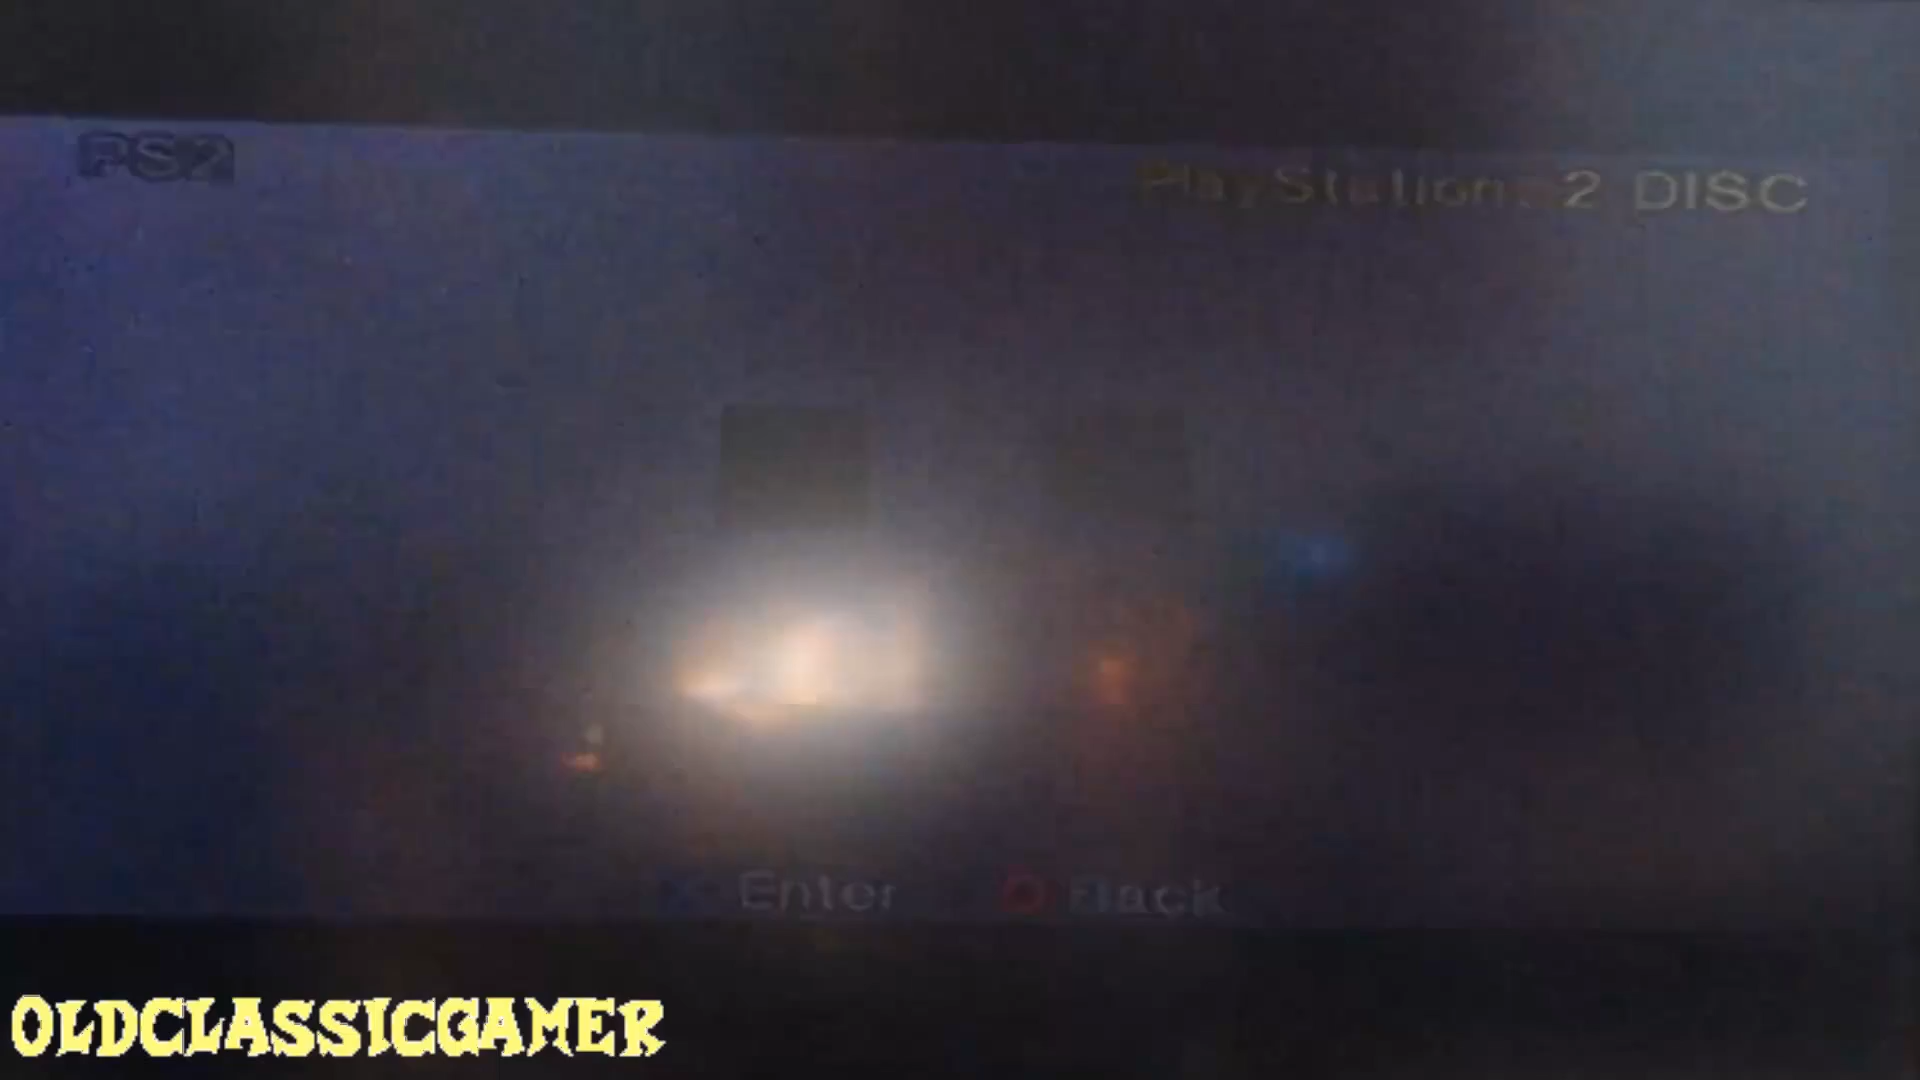 PS2
PlayStation. 2 DISC
Enter
Back
OLDCLASSICGAMER